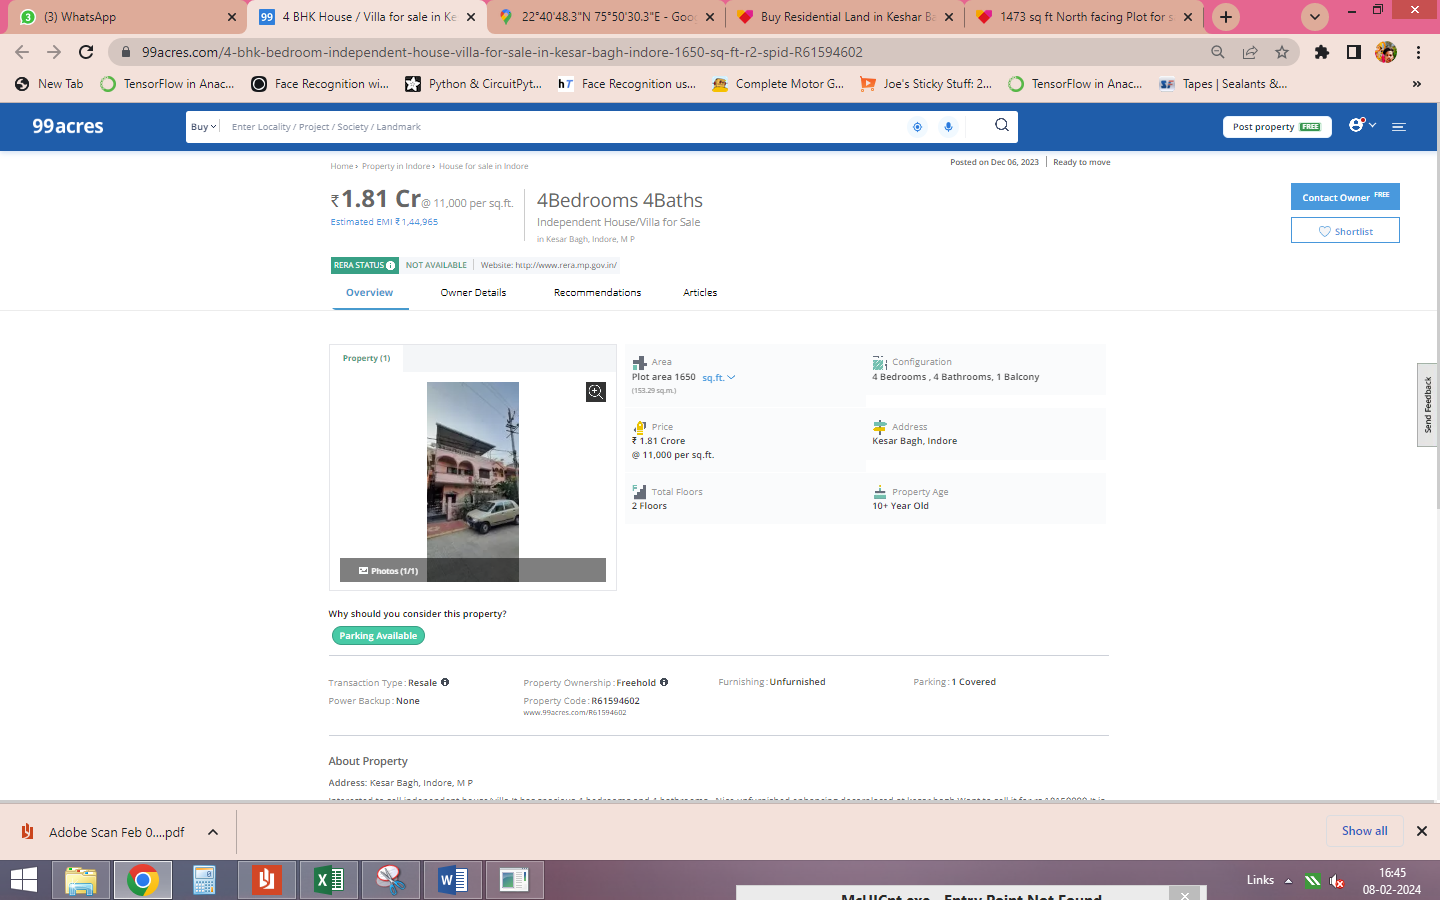 (3) WhatsApp
4 BHK House / Villa for sale in Ke
22°40'48.3"N 75°50'30.3"E - Goo
Buy Residential Land in Keshar Ba
1473 sq ft North facing Plot for s
99acres.com/4-bhk-bedroom-independent-house-villa-for-sale-in-kesar-bagh-indore-1650-sq-ft-r2-spid-R61594602
New Tab
TensorFlow in Anac...
Face Recognition wi...
Python & CircuitPyt...
Face Recognition us...
Complete Motor G...
Joe's Sticky Stuff: 2...
TensorFlow in Anac...
Tapes | Sealants &...
»
99acres
Buy
Enter Locality / Project / Society / Landmark
Post property FREE
Home › Property in Indore › House for sale in Indore
Posted on Dec 06, 2023 | Ready to move
₹1.81 Cr@ 11,000 per sq.ft.
Estimated EMI ₹ 1,44,965
4Bedrooms 4Baths
Independent House/Villa for Sale
in Kesar Bagh, Indore, M P
Contact Owner FREE
Shortlist
RERA STATUS NOT AVAILABLE | Website: http://www.rera.mp.gov.in/
Overview
Owner Details
Recommendations
Articles
Property (1)
Photos (1/1)
Area
Plot area 1650 sq.ft.
(153.29 sq.m.)
Configuration
4 Bedrooms , 4 Bathrooms, 1 Balcony
Price
₹ 1.81 Crore
@ 11,000 per sq.ft.
Address
Kesar Bagh, Indore
Total Floors
2 Floors
Property Age
10+ Year Old
Send Feedback
Why should you consider this property?
Parking Available
Transaction Type : Resale
Property Ownership : Freehold
Furnishing : Unfurnished
Parking : 1 Covered
Power Backup : None
Property Code : R61594602
www.99acres.com/R61594602
About Property
Address: Kesar Bagh, Indore, M P
Adobe Scan Feb 0....pdf
Show all
Links
16:45
08-02-2024
McUICnt.exe - Entry Point Not Found